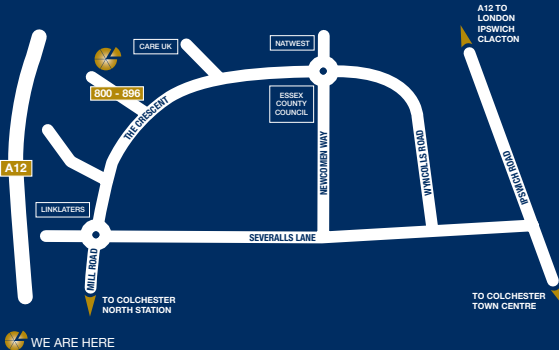 A12 TO
LONDON
IPSWICH
CLACTON
CARE UK
NATWEST
800 - 896
ESSEX
COUNTY
COUNCIL
THE CRESCENT
NEWCOMEN WAY
WYNCOLLS ROAD
IPSWICH ROAD
A12
LINKLATERS
SEVERALLS LANE
MILL ROAD
TO COLCHESTER
NORTH STATION
TO COLCHESTER
TOWN CENTRE
WE ARE HERE